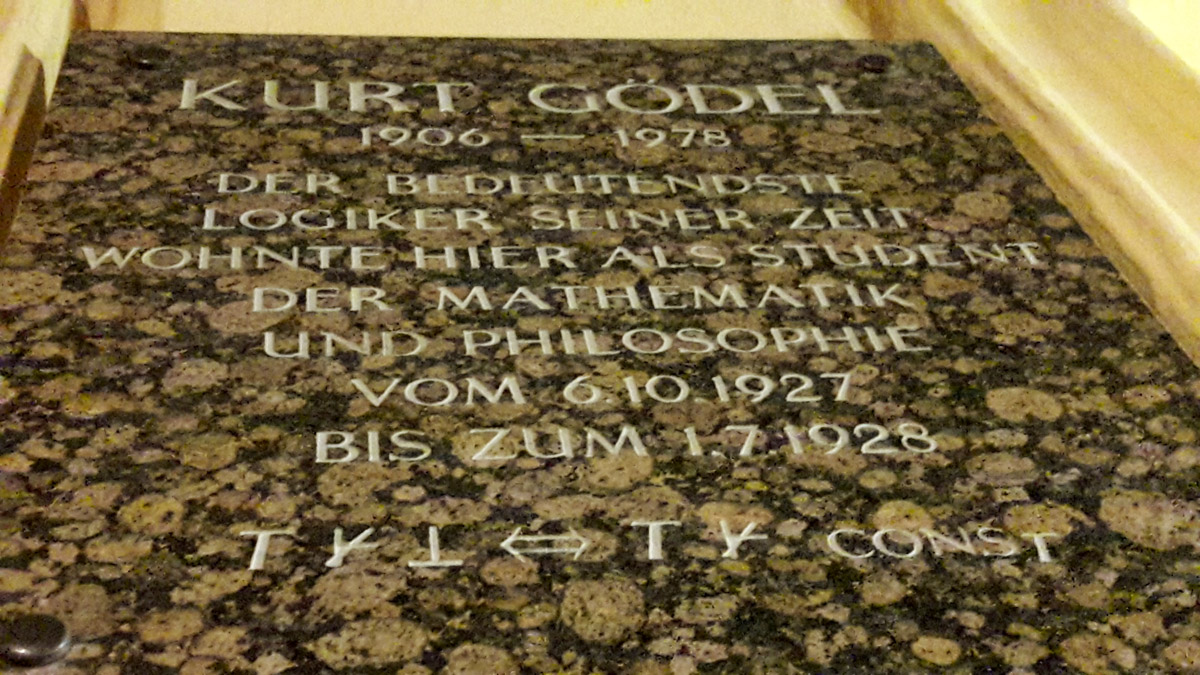 KURT GÖDEL
1906 — 1978
DER BEDEUTENDSTE
LOGIKER SEINER ZEIT
WOHNTE HIER ALS STUDENT
DER MATHEMATIK
UND PHILOSOPHIE
VOM 6.10.1927
BIS ZUM 1.7.1928
T ⊬ ⊥ ⇔ T ⊬ CONST